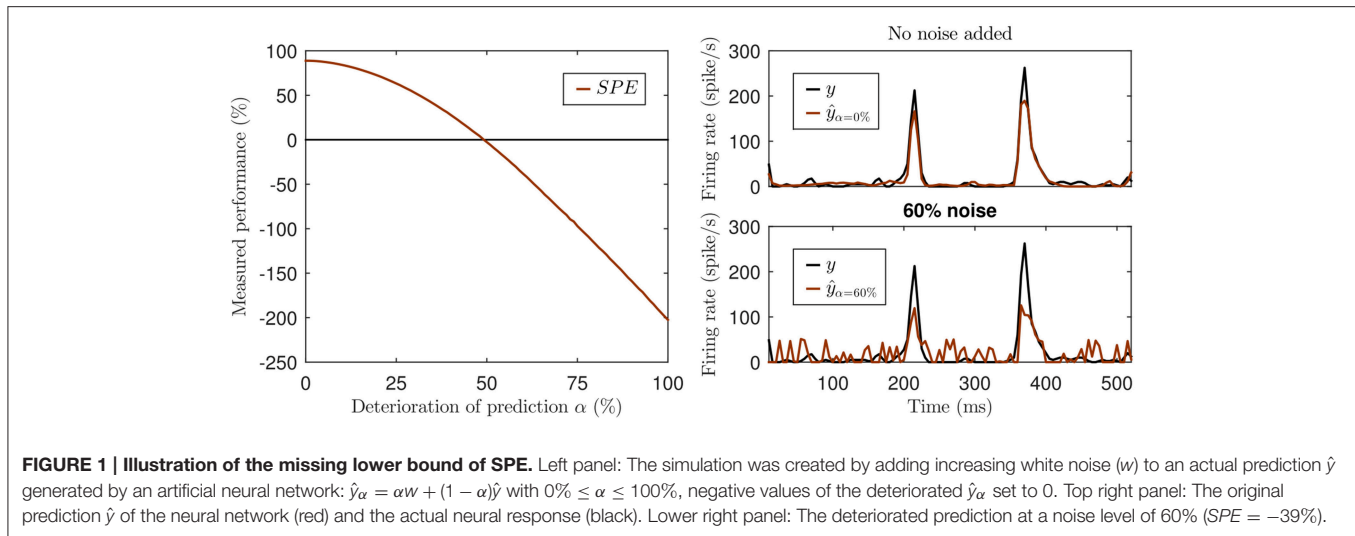 100
50
0
-50
-100
-150
-200
-250
Measured performance (%)
SPE
0
25
50
75
100
Deterioration of prediction α (%)
No noise added
300
200
100
0
Firing rate (spike/s)
y
ŷα=0%
60% noise
300
200
100
0
Firing rate (spike/s)
y
ŷα=60%
100
200
300
400
500
Time (ms)
FIGURE 1 | Illustration of the missing lower bound of SPE. Left panel: The simulation was created by adding increasing white noise (w) to an actual prediction ŷ
generated by an artificial neural network: ŷα = αw + (1 − α)ŷ with 0% ≤ α ≤ 100%, negative values of the deteriorated ŷα set to 0. Top right panel: The original
prediction ŷ of the neural network (red) and the actual neural response (black). Lower right panel: The deteriorated prediction at a noise level of 60% (SPE = −39%).